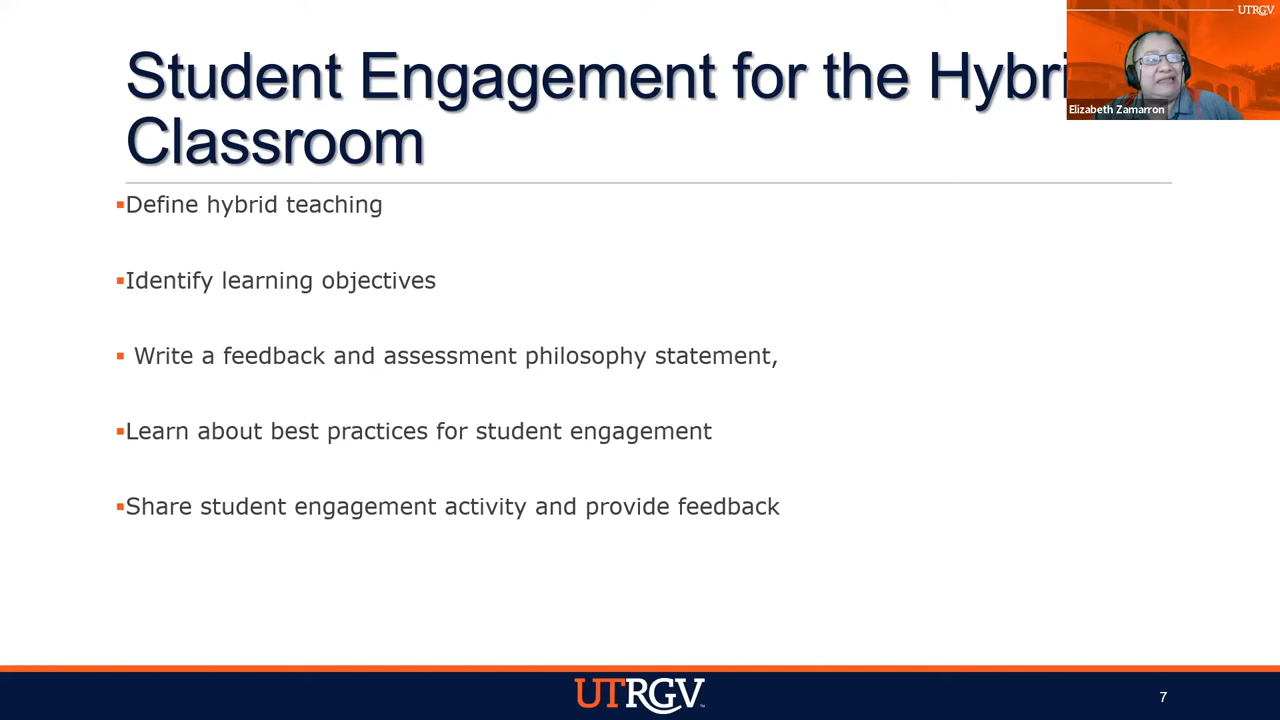 UTRGV
Student Engagement for the Hybri
Classroom
Elizabeth Zamarron
▪Define hybrid teaching
▪Identify learning objectives
▪ Write a feedback and assessment philosophy statement,
▪Learn about best practices for student engagement
▪Share student engagement activity and provide feedback
UTRGV™
7